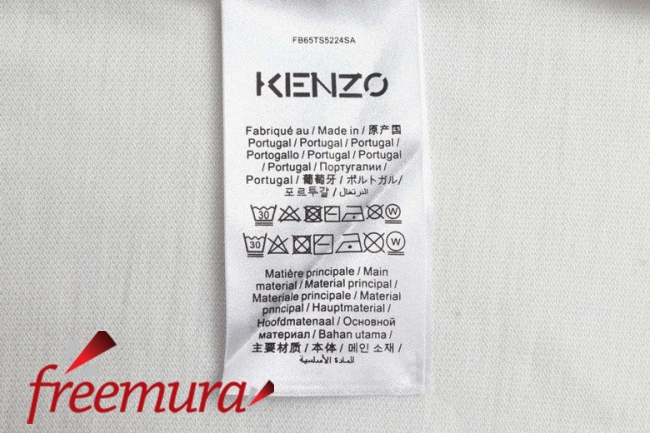 FB65TS5224SA
KENZO
Fabriqué au / Made in / 原产国
Portugal / Portugal / Portugal /
Portogallo / Portugal / Portugal
/ Portugal / Португалии /
Portugal / 葡萄牙 / ポルトガル/
포르투갈 / البرتغال /
30 W
30 W
Matière principale / Main
material / Material principal /
Materiale principale / Material
principal / Hauptmaterial /
Hoofdmatenaal / Основной
материал / Bahan utama /
主要材质 / 本体 / 메인 소재 /
المادة الأساسية /
freemura